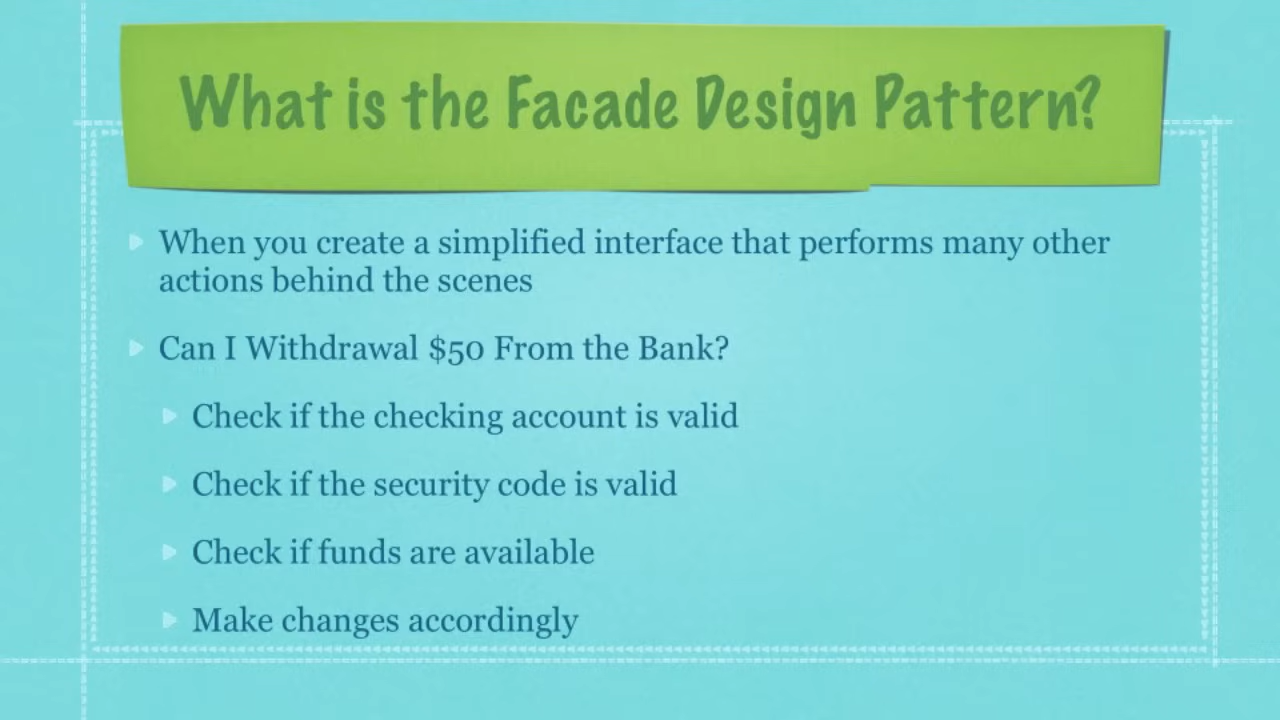 What is the Facade Design Pattern?
When you create a simplified interface that performs many other
actions behind the scenes
Can I Withdrawal $50 From the Bank?
Check if the checking account is valid
Check if the security code is valid
Check if funds are available
Make changes accordingly